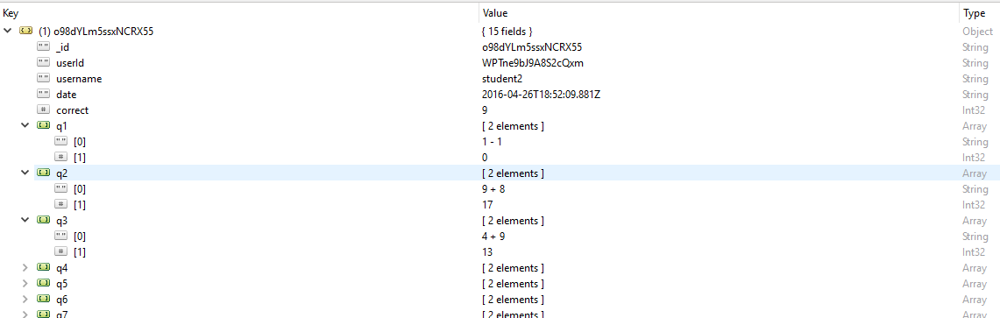 Key Value Type
(1) o98dYLm5ssxNCRX55 { 15 fields } Object
" " _id o98dYLm5ssxNCRX55 String
" " userId WPTne9bJ9A8S2cQxm String
" " username student2 String
" " date 2016-04-26T18:52:09.881Z String
# correct 9 Int32
q1 [ 2 elements ] Array
" " [0] 1 - 1 String
# [1] 0 Int32
q2 [ 2 elements ] Array
" " [0] 9 + 8 String
# [1] 17 Int32
q3 [ 2 elements ] Array
" " [0] 4 + 9 String
# [1] 13 Int32
q4 [ 2 elements ] Array
q5 [ 2 elements ] Array
q6 [ 2 elements ] Array
q7 [ 2 elements ] Array